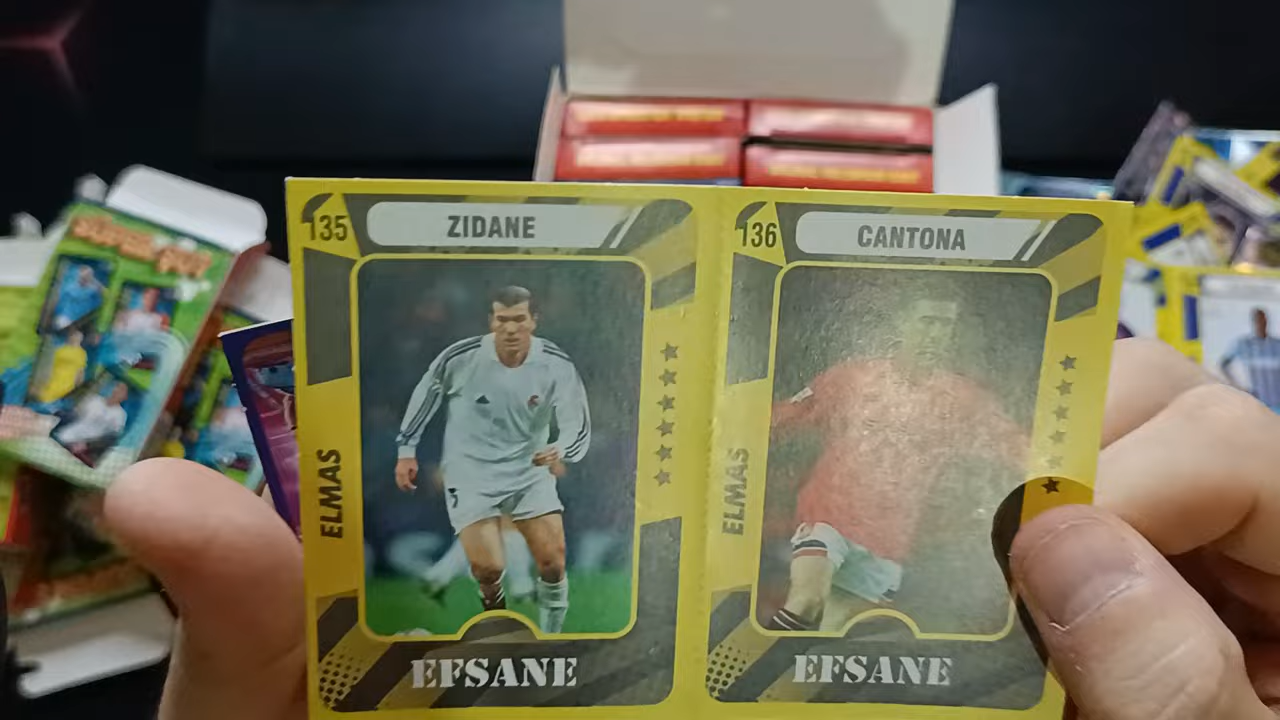 135
ZIDANE
ELMAS
EFSANE
136
CANTONA
ELMAS
EFSANE